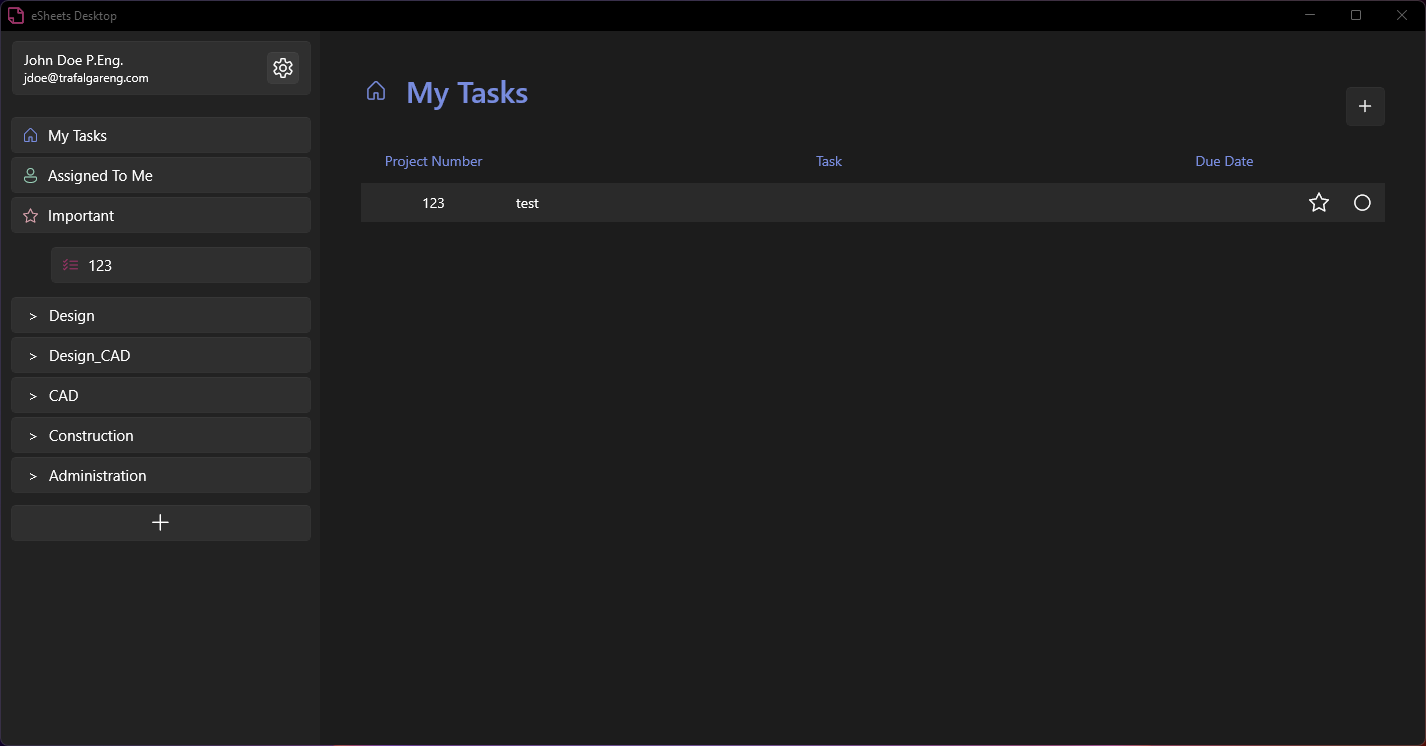 eSheets Desktop
John Doe P.Eng.
jdoe@trafalgareng.com
My Tasks
Assigned To Me
Important
123
> Design
> Design_CAD
> CAD
> Construction
> Administration
My Tasks
Project Number Task Due Date
123 test